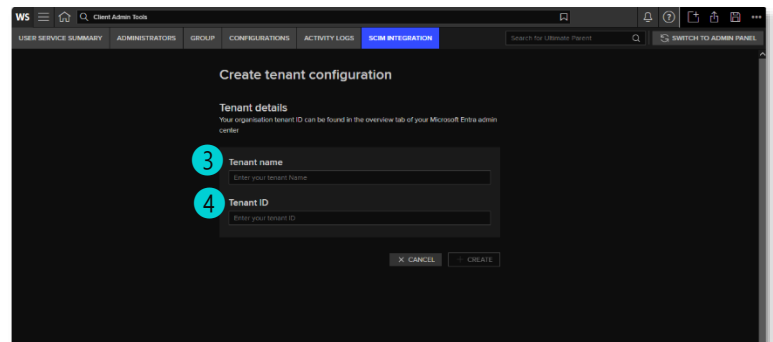 WS Client Admin Tools
USER SERVICE SUMMARY ADMINISTRATORS GROUP CONFIGURATIONS ACTIVITY LOGS SCIM INTEGRATION Search for Ultimate Parent SWITCH TO ADMIN PANEL
Create tenant configuration
Tenant details
Your organisation tenant ID can be found in the overview tab of your Microsoft Entra admin
center
3 Tenant name
Enter your tenant Name
4 Tenant ID
Enter your tenant ID
× CANCEL + CREATE